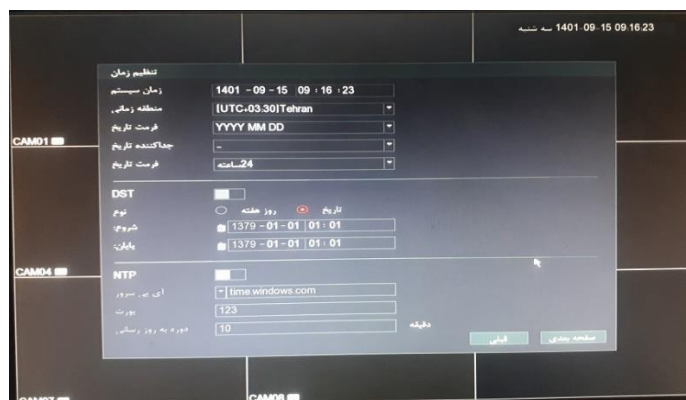 1401-09-15 09:16:23 سه شنبه
تنظیم زمان
زمان سیستم 1401 - 09 - 15 09 : 16 : 23
منطقه زمانی [UTC+03:30]Tehran
فرمت تاریخ YYYY MM DD
جداکننده تاریخ -
فرمت تاریخ 24ساعته
CAM01
DST
نوع تاریخ روز هفته
شروع: 1379 - 01 - 01 01 : 01
پایان: 1379 - 01 - 01 01 : 01
CAM04
NTP
آی پی سرور time.windows.com
پورت 123
دوره به روز رسانی 10 دقیقه
قبلی صفحه بعدی
CAM07 CAM08